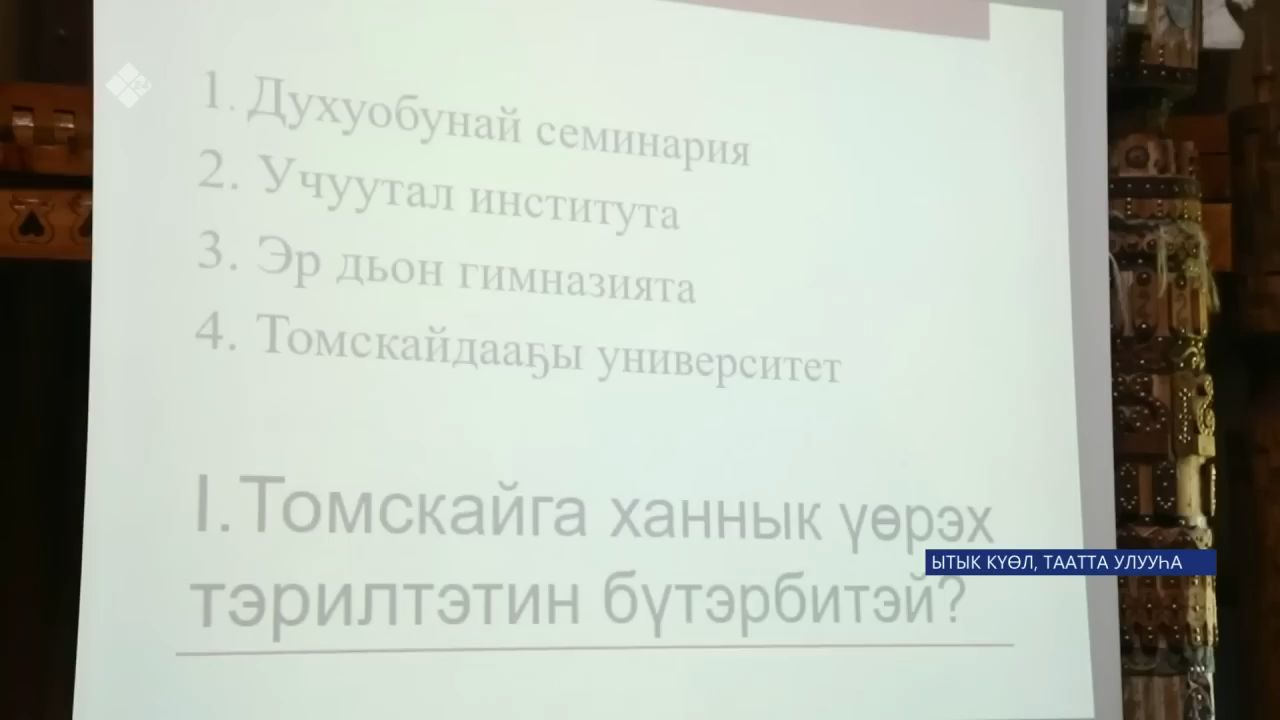 1. Духуобунай семинария
2. Учуутал института
3. Эр дьон гимназията
4. Томскайдааҕы университет
I.Томскайга ханнык үөрэх
тэрилтэтин бүтэрбитэй?
ЫТЫК КҮӨЛ, ТААТТА УЛУУҺА